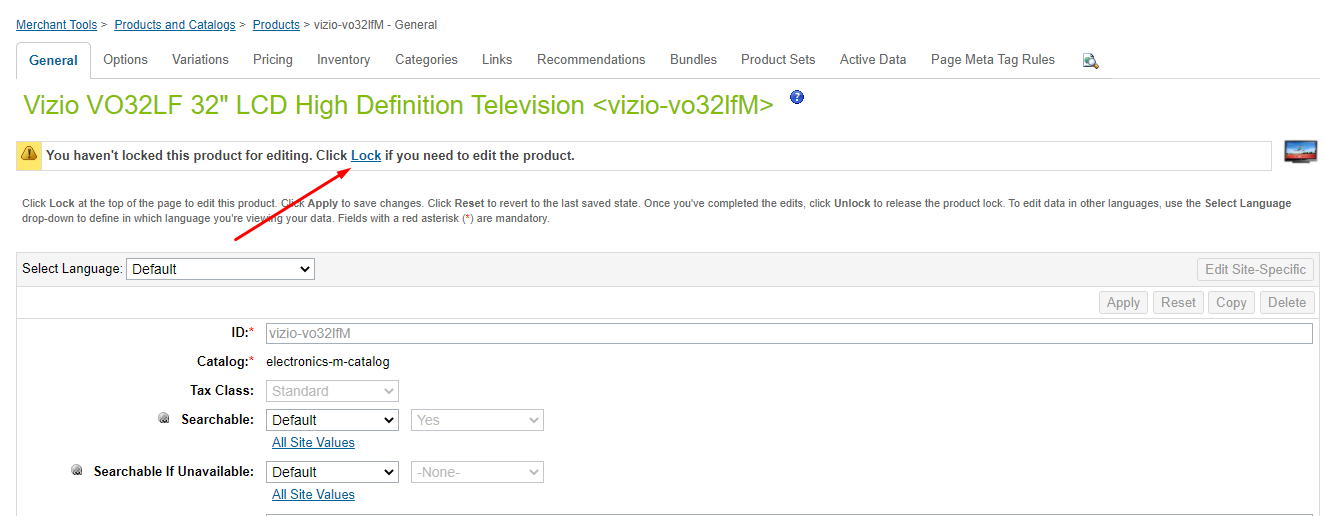 Merchant Tools > Products and Catalogs > Products > vizio-vo32lfM - General
General Options Variations Pricing Inventory Categories Links Recommendations Bundles Product Sets Active Data Page Meta Tag Rules
Vizio VO32LF 32" LCD High Definition Television <vizio-vo32lfM> ?
You haven't locked this product for editing. Click Lock if you need to edit the product.
Click Lock at the top of the page to edit this product. Click Apply to save changes. Click Reset to revert to the last saved state. Once you've completed the edits, click Unlock to release the product lock. To edit data in other languages, use the Select Language
drop-down to define in which language you're viewing your data. Fields with a red asterisk (*) are mandatory.
Select Language: Default Edit Site-Specific
Apply Reset Copy Delete
ID:* vizio-vo32lfM
Catalog:* electronics-m-catalog
Tax Class: Standard
Searchable: Default Yes
All Site Values
Searchable If Unavailable: Default -None-
All Site Values